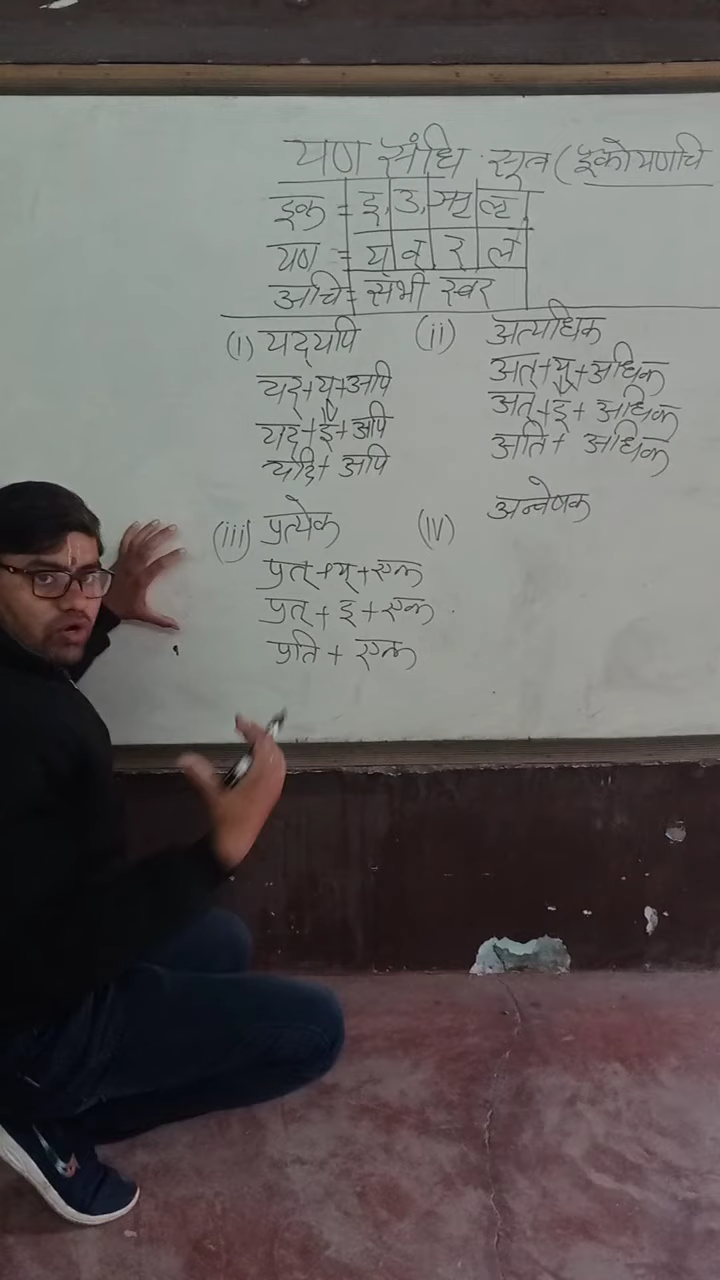 यण संधि सूत्र (इकोयणचि
इक = इ, उ, ऋ, लृ,
यण = य व र ल
अचि = सभी स्वर
(i) यद्यपि
यद्+य्+अपि
यद्+इ+अपि
यदि+ अपि
(ii) अत्यधिक
अत्+य्+अधिक
अत्+इ+ अधिक
अति+ अधिक
(iii) प्रत्येक
प्रत्+य्+एक
प्रत् + इ + एक
प्रति + एक
(iv) अन्वेषक